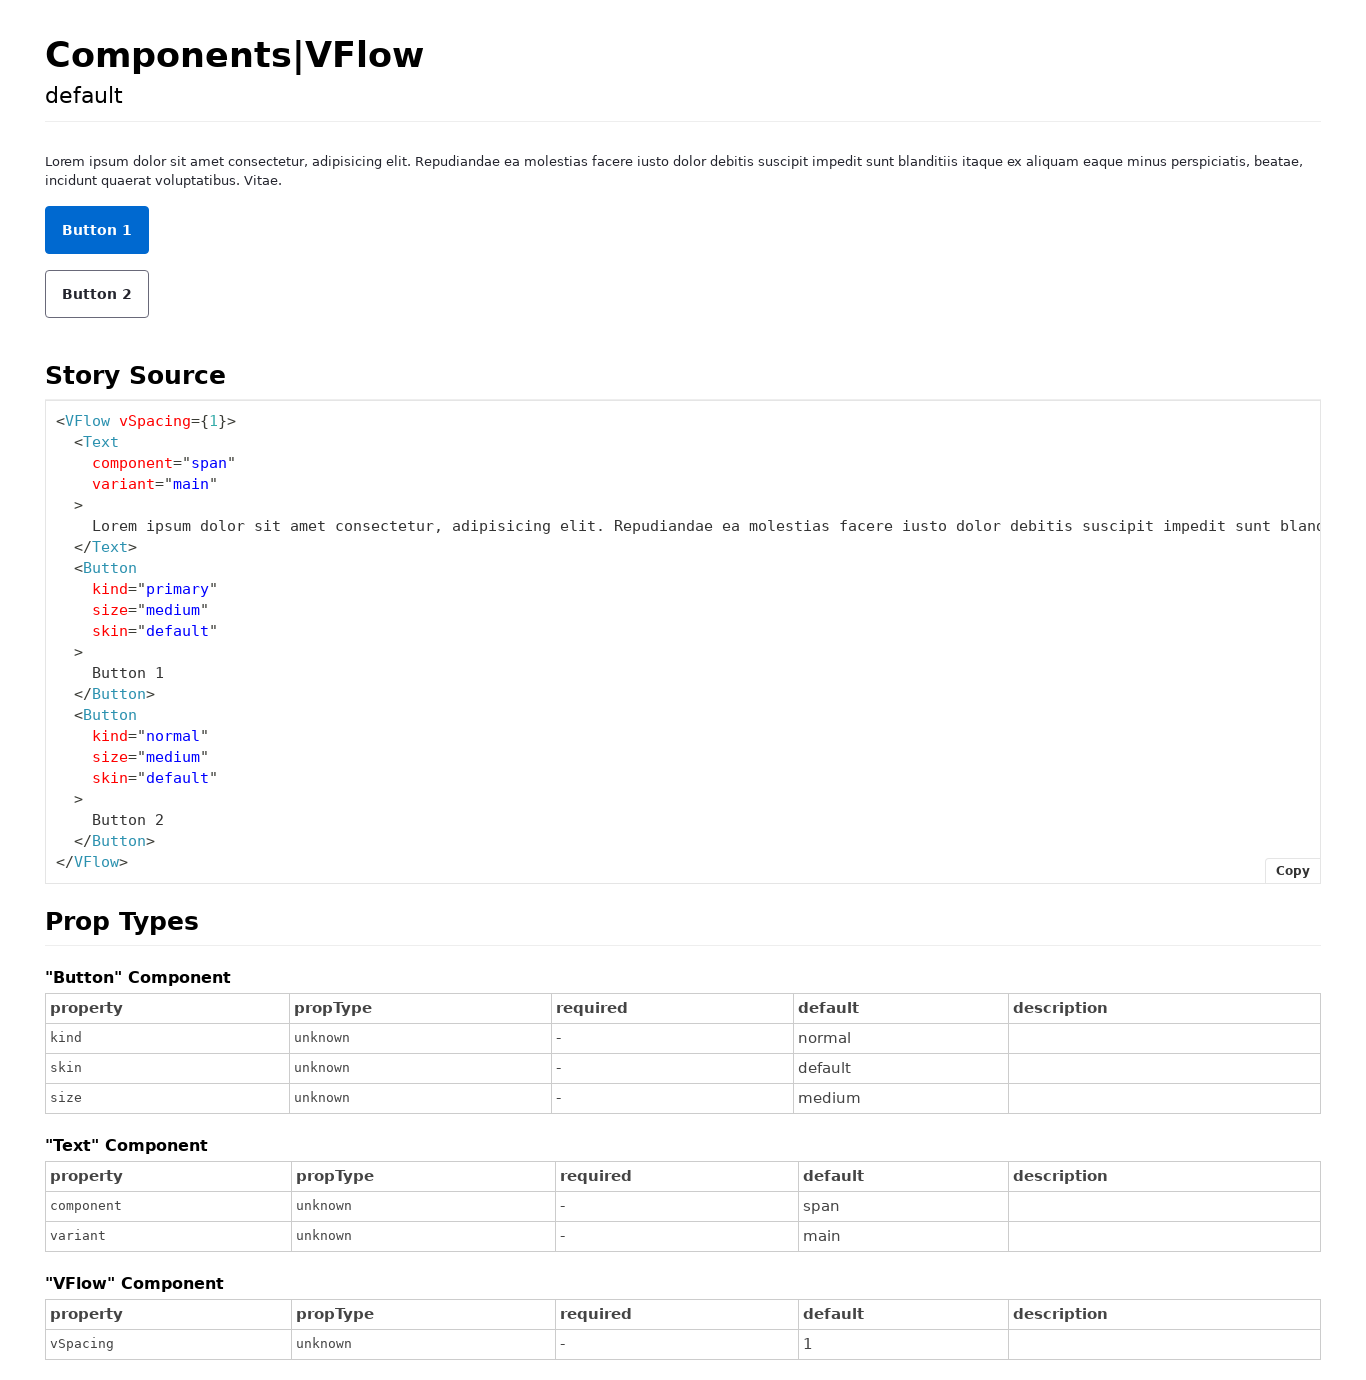 Components|VFlow
default
Lorem ipsum dolor sit amet consectetur, adipisicing elit. Repudiandae ea molestias facere iusto dolor debitis suscipit impedit sunt blanditiis itaque ex aliquam eaque minus perspiciatis, beatae,
incidunt quaerat voluptatibus. Vitae.
Button 1
Button 2
Story Source
<VFlow vSpacing={1}>
<Text
component="span"
variant="main"
>
Lorem ipsum dolor sit amet consectetur, adipisicing elit. Repudiandae ea molestias facere iusto dolor debitis suscipit impedit sunt bland
</Text>
<Button
kind="primary"
size="medium"
skin="default"
>
Button 1
</Button>
<Button
kind="normal"
size="medium"
skin="default"
>
Button 2
</Button>
</VFlow>
Copy
Prop Types
"Button" Component
property propType required default description
kind unknown - normal
skin unknown - default
size unknown - medium
"Text" Component
property propType required default description
component unknown - span
variant unknown - main
"VFlow" Component
property propType required default description
vSpacing unknown - 1